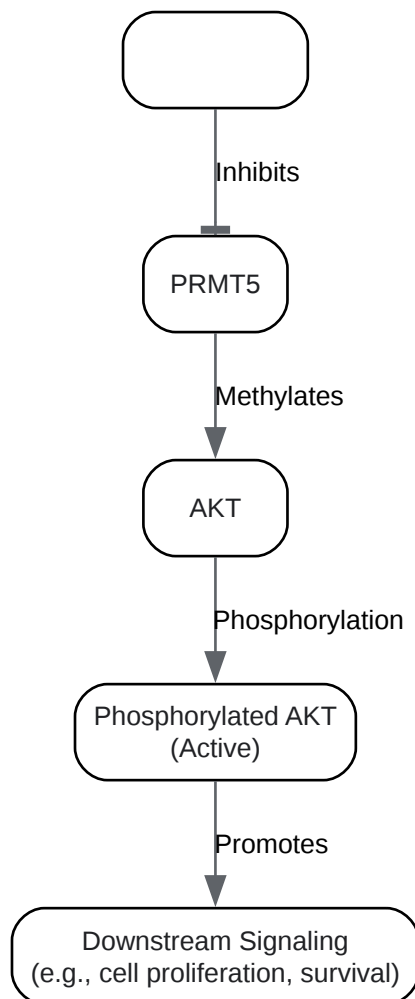 Inhibits
PRMT5
Methylates
AKT
Phosphorylation
Phosphorylated AKT
(Active)
Promotes
Downstream Signaling
(e.g., cell proliferation, survival)